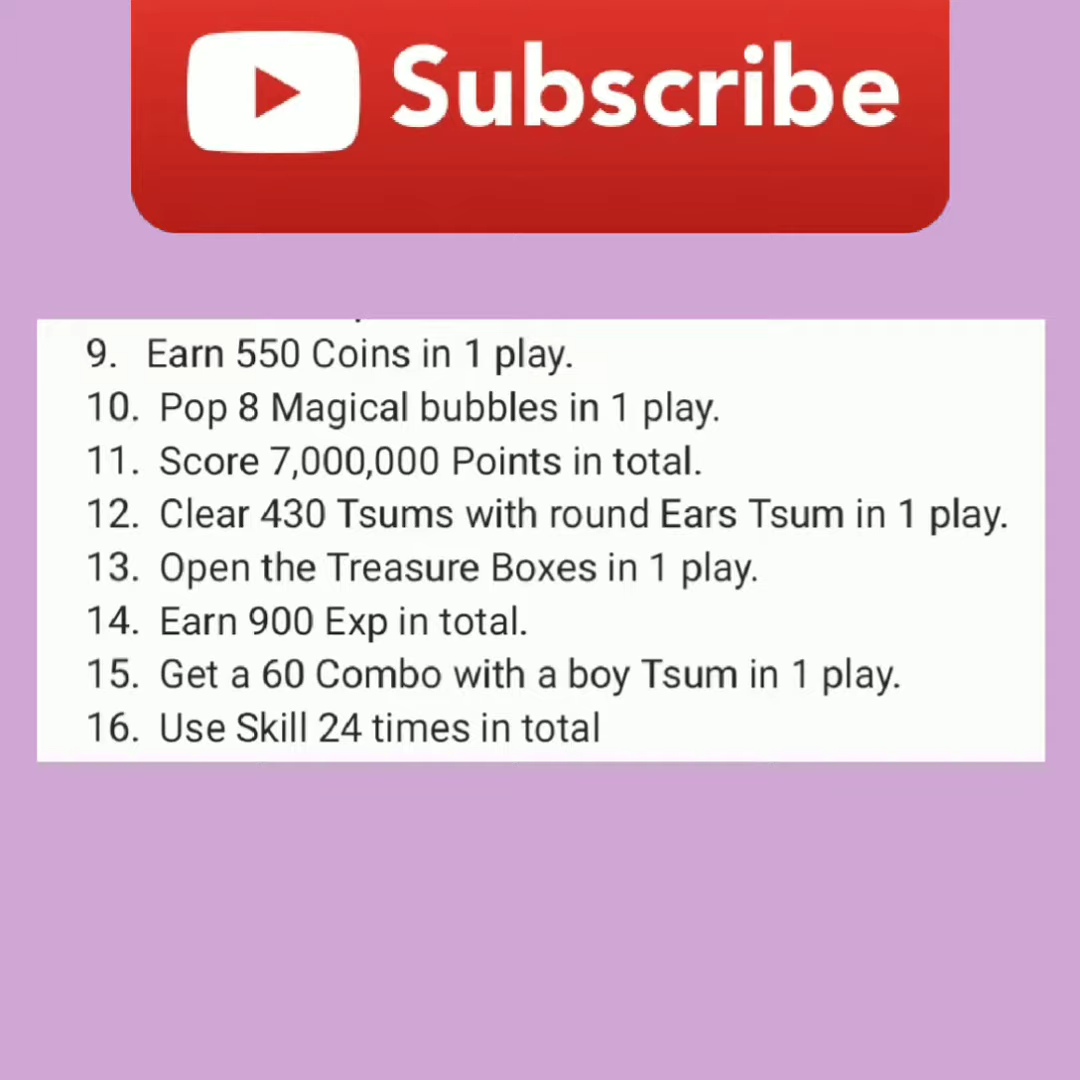 Subscribe
9. Earn 550 Coins in 1 play.
10. Pop 8 Magical bubbles in 1 play.
11. Score 7,000,000 Points in total.
12. Clear 430 Tsums with round Ears Tsum in 1 play.
13. Open the Treasure Boxes in 1 play.
14. Earn 900 Exp in total.
15. Get a 60 Combo with a boy Tsum in 1 play.
16. Use Skill 24 times in total